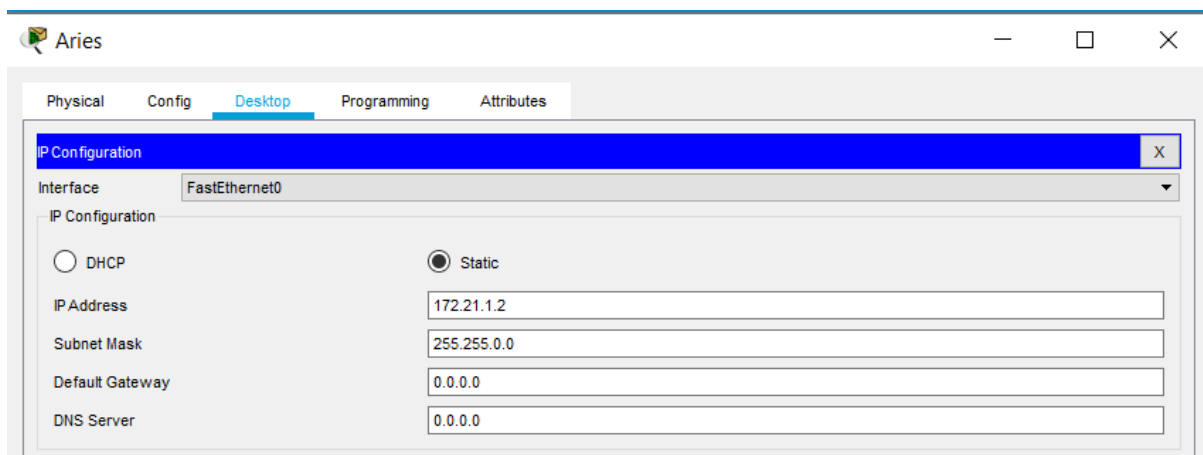 Aries
Physical Config Desktop Programming Attributes
IP Configuration X
Interface FastEthernet0
IP Configuration
DHCP Static
IP Address 172.21.1.2
Subnet Mask 255.255.0.0
Default Gateway 0.0.0.0
DNS Server 0.0.0.0